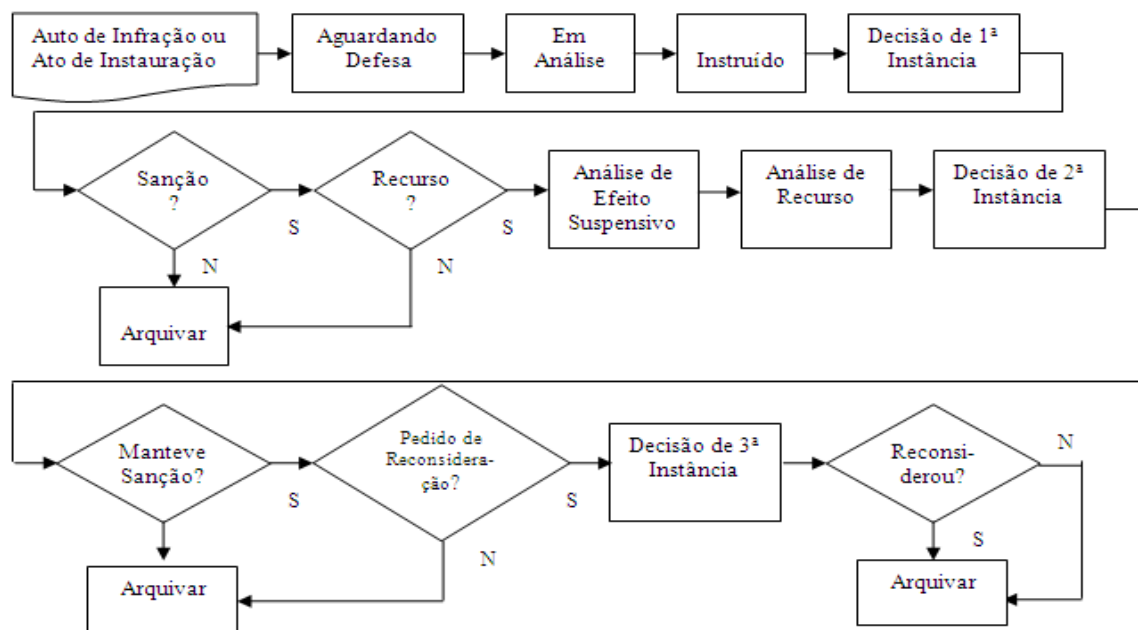 Auto de Infração ou
Ato de Instauração
Aguardando
Defesa
Em
Análise
Instruído
Decisão de 1ª
Instância
Sanção
?
S
N
Recurso
?
S
N
Análise de
Efeito
Suspensivo
Análise de
Recurso
Decisão de 2ª
Instância
Arquivar
Manteve
Sanção?
S
Pedido de
Reconsidera-
ção?
S
N
Decisão de 3ª
Instância
Reconsi-
derou?
N
S
Arquivar
Arquivar